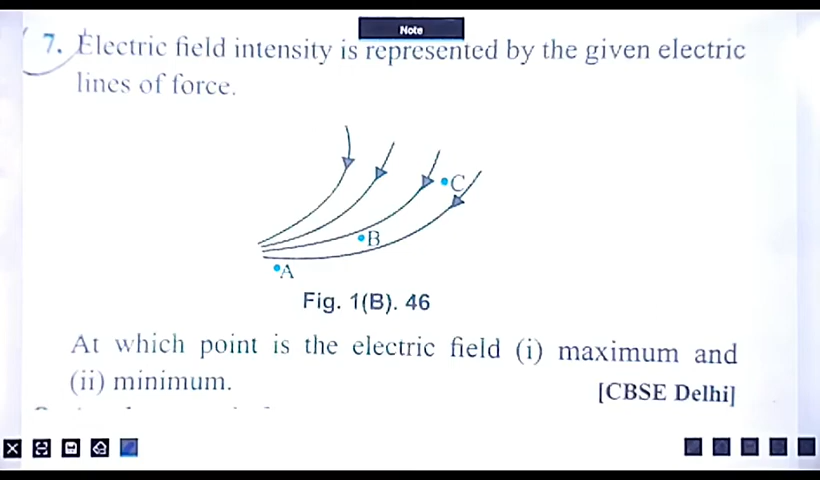 Note
7. Electric field intensity is represented by the given electric
lines of force.
C
B
A
Fig. 1(B). 46
At which point is the electric field (i) maximum and
(ii) minimum.
[CBSE Delhi]